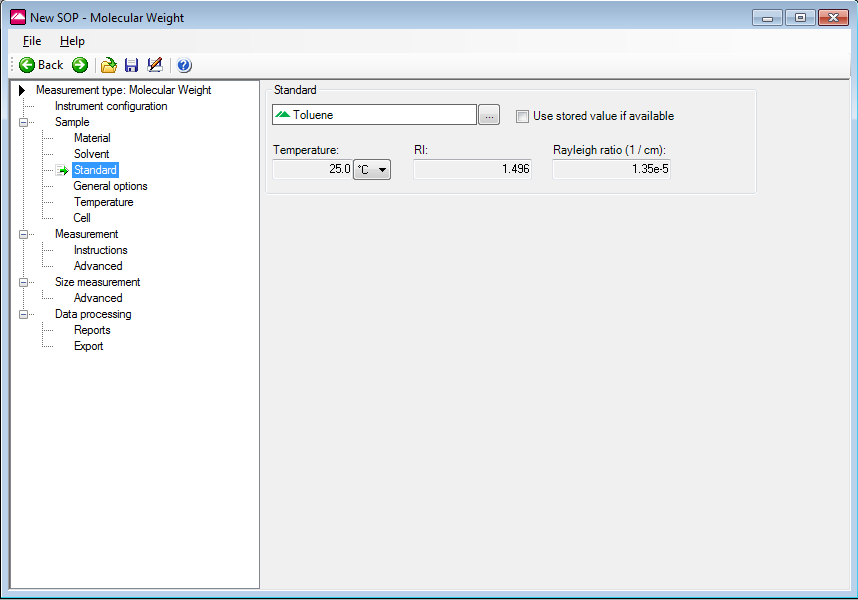 New SOP - Molecular Weight
File Help
Back
Measurement type: Molecular Weight
Instrument configuration
Sample
Material
Solvent
Standard
General options
Temperature
Cell
Measurement
Instructions
Advanced
Size measurement
Advanced
Data processing
Reports
Export
Standard
Toluene ... Use stored value if available
Temperature: RI: Rayleigh ratio (1 / cm):
25.0 °C 1.496 1.35e-5